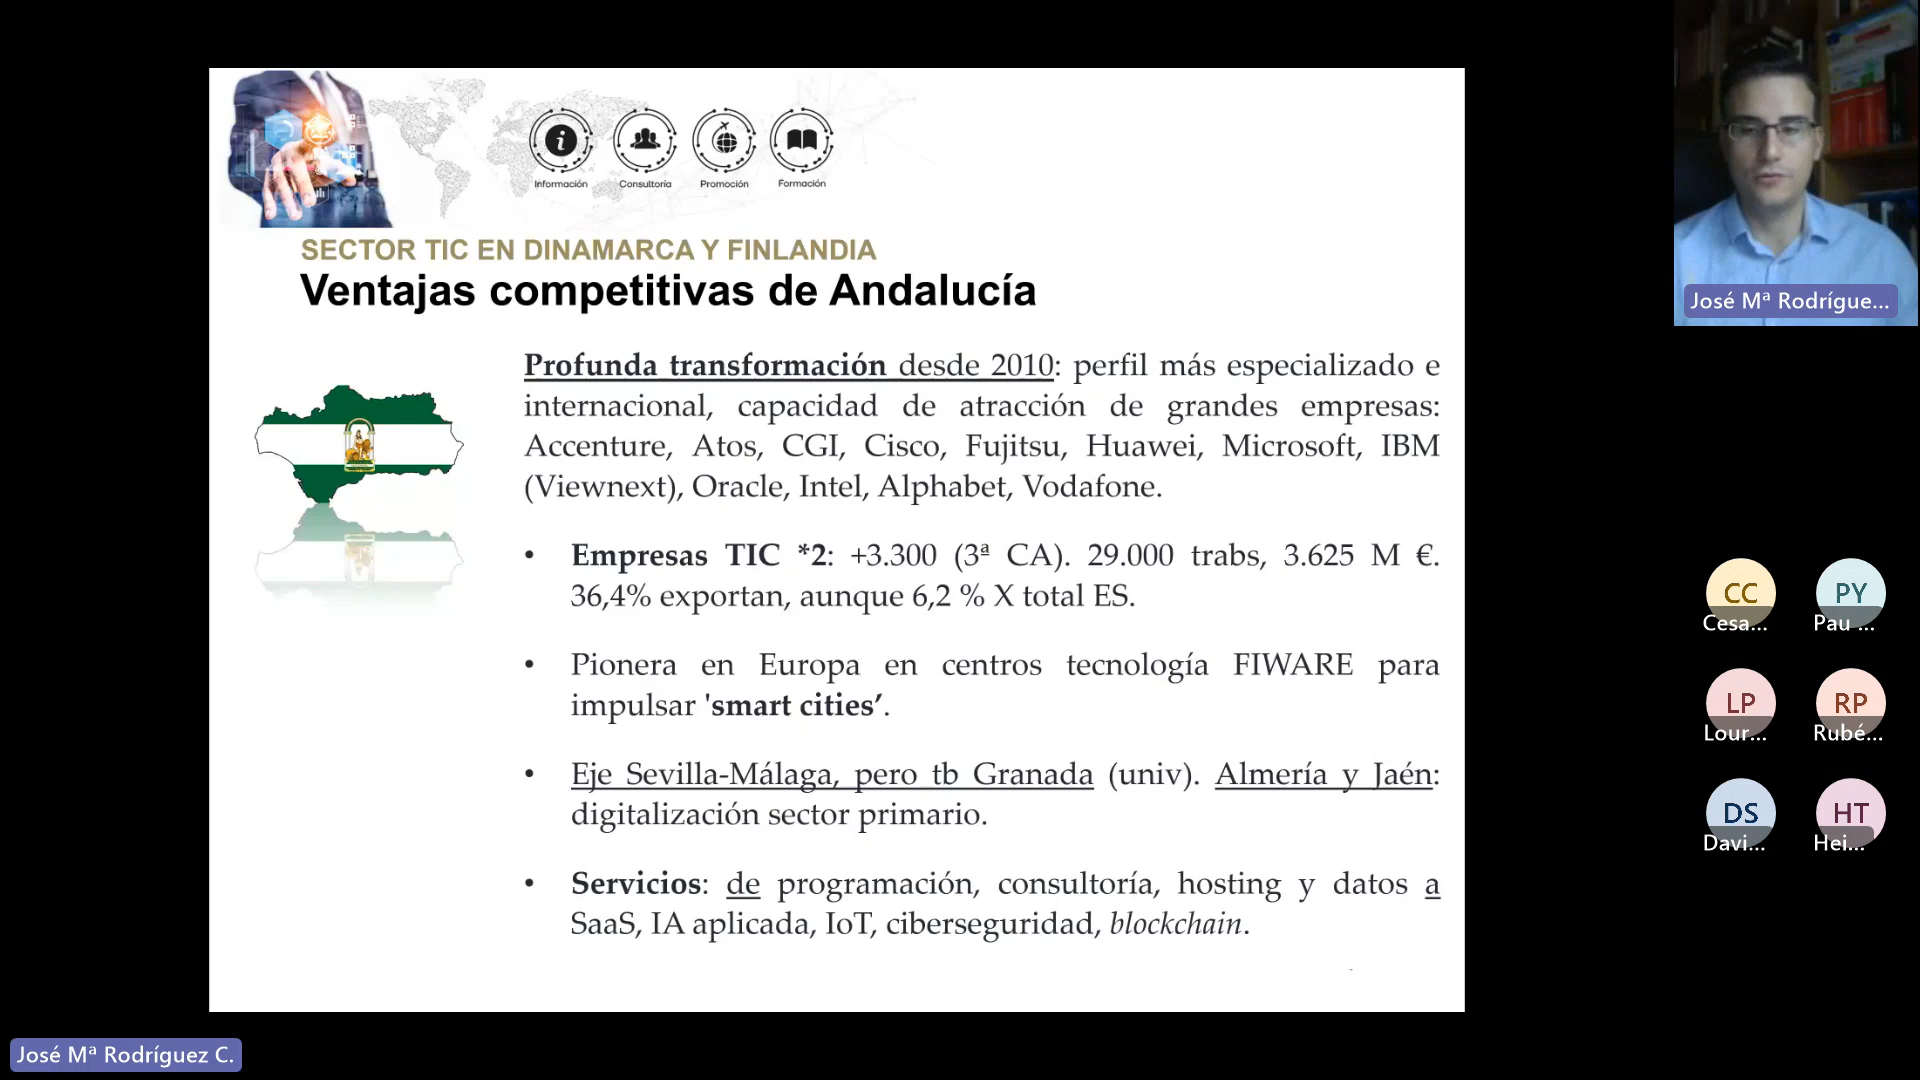 Información
Consultoría
Promoción
Formación
SECTOR TIC EN DINAMARCA Y FINLANDIA
Ventajas competitivas de Andalucía
Profunda transformación desde 2010: perfil más especializado e
internacional, capacidad de atracción de grandes empresas:
Accenture, Atos, CGI, Cisco, Fujitsu, Huawei, Microsoft, IBM
(Viewnext), Oracle, Intel, Alphabet, Vodafone.
• Empresas TIC *2: +3.300 (3ª CA). 29.000 trabs, 3.625 M €.
36,4% exportan, aunque 6,2 % X total ES.
• Pionera en Europa en centros tecnología FIWARE para
impulsar 'smart cities’.
• Eje Sevilla-Málaga, pero tb Granada (univ). Almería y Jaén:
digitalización sector primario.
• Servicios: de programación, consultoría, hosting y datos a
SaaS, IA aplicada, IoT, ciberseguridad, blockchain.
José Mª Rodrígue...
CC
Cesa...
PY
Pau ...
LP
Lour...
RP
Rubé...
DS
Davi...
HT
Hei...
José Mª Rodríguez C.